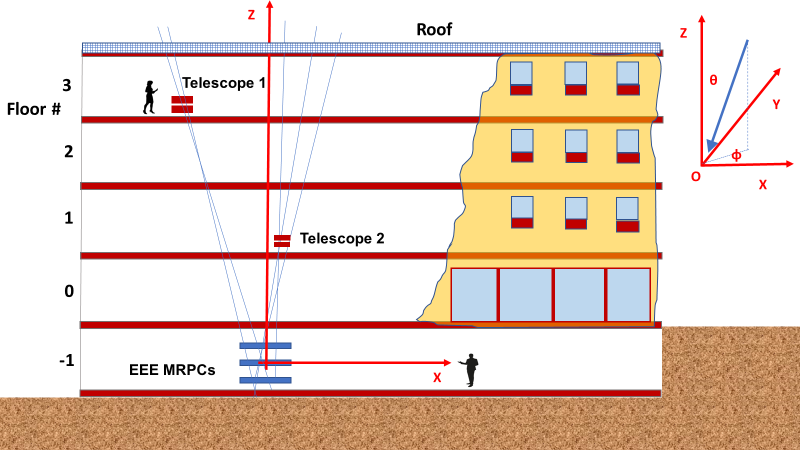 Z
Roof
3
Telescope 1
Floor #
2
1
Telescope 2
0
-1
EEE MRPCs
X
Z
θ
Y
ϕ
O
X